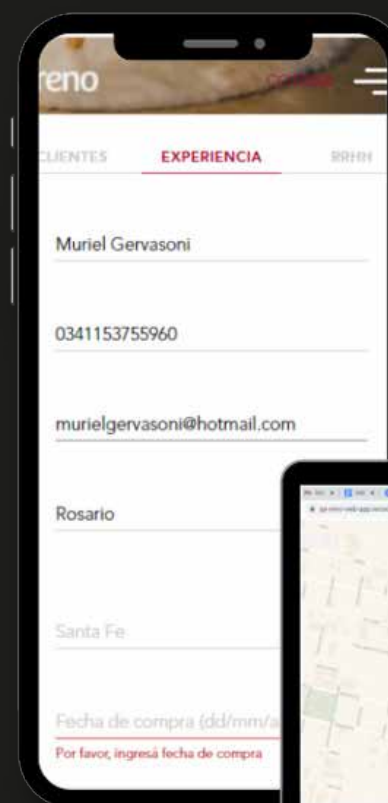 reno
CLIENTES EXPERIENCIA RRHH
Muriel Gervasoni
0341153755960
murielgervasoni@hotmail.com
Rosario
Santa Fe
Fecha de compra (dd/mm/a
Por favor, ingresá fecha de compra